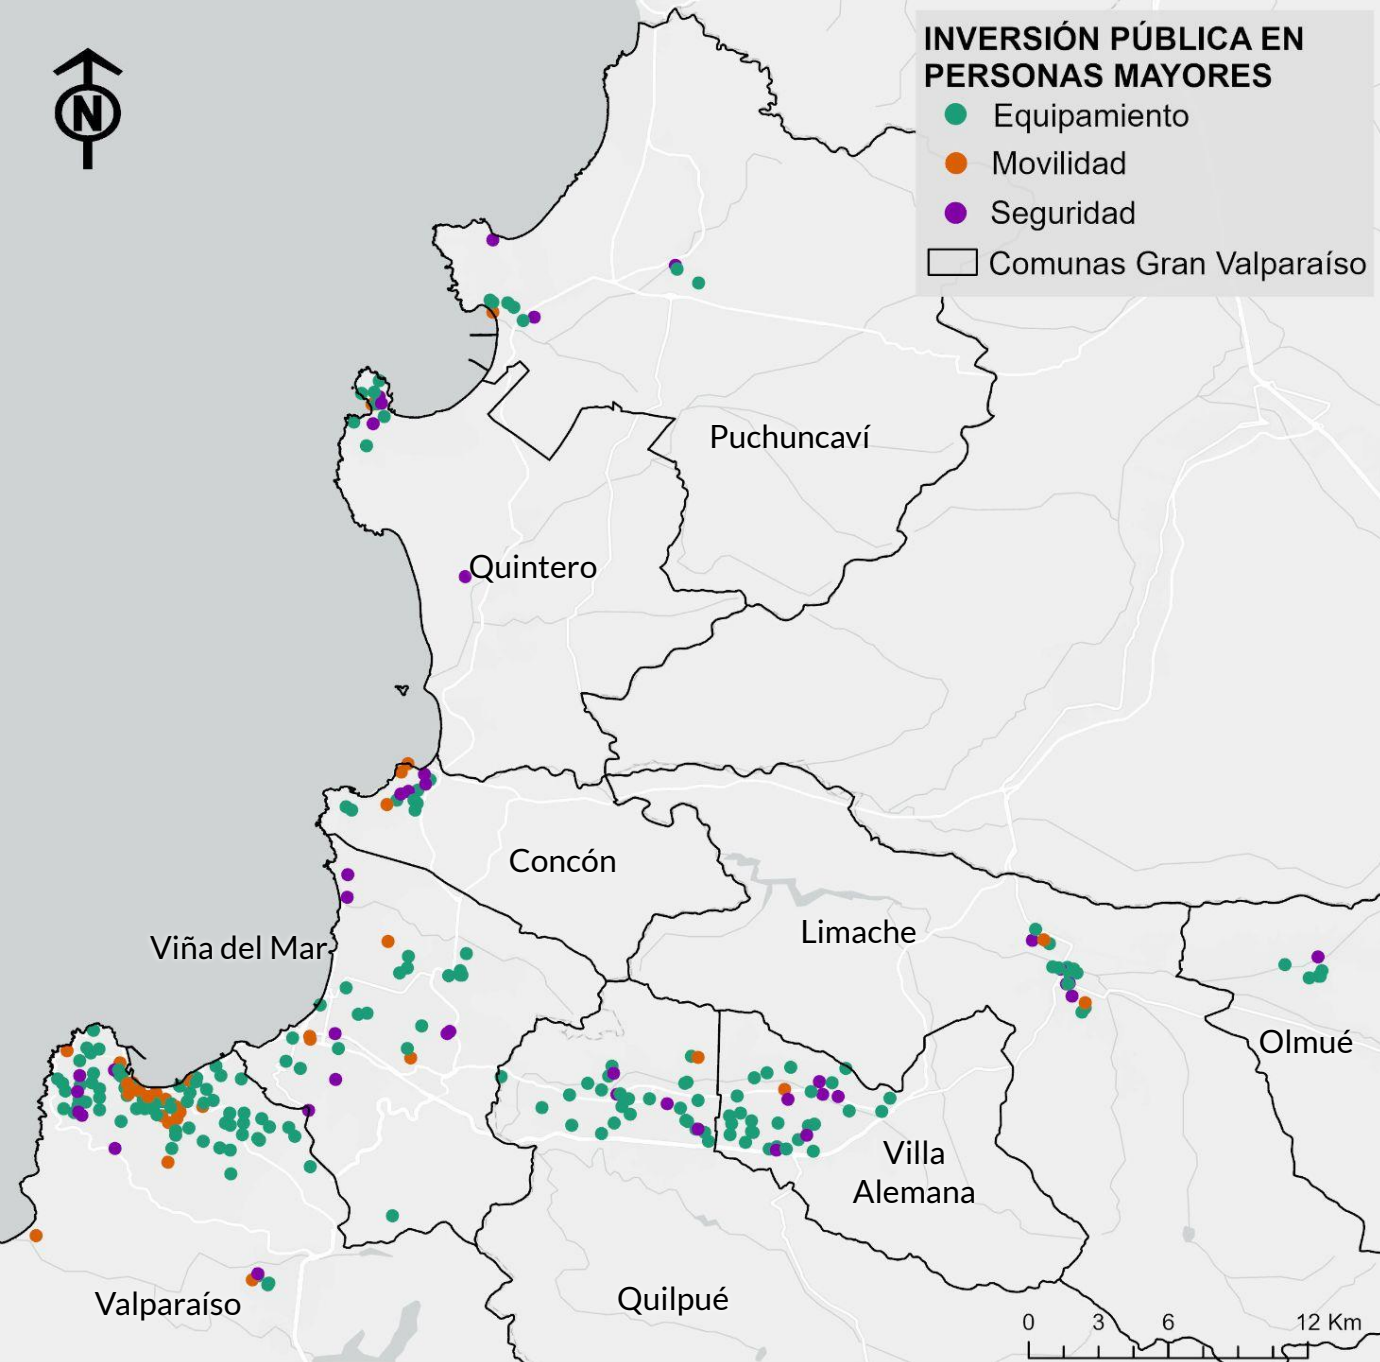 N
INVERSIÓN PÚBLICA EN
PERSONAS MAYORES
Equipamiento
Movilidad
Seguridad
Comunas Gran Valparaíso
Puchuncaví
Quintero
Concón
Limache
Viña del Mar
Olmué
Villa
Alemana
Valparaíso
Quilpué
0 3 6 12 Km